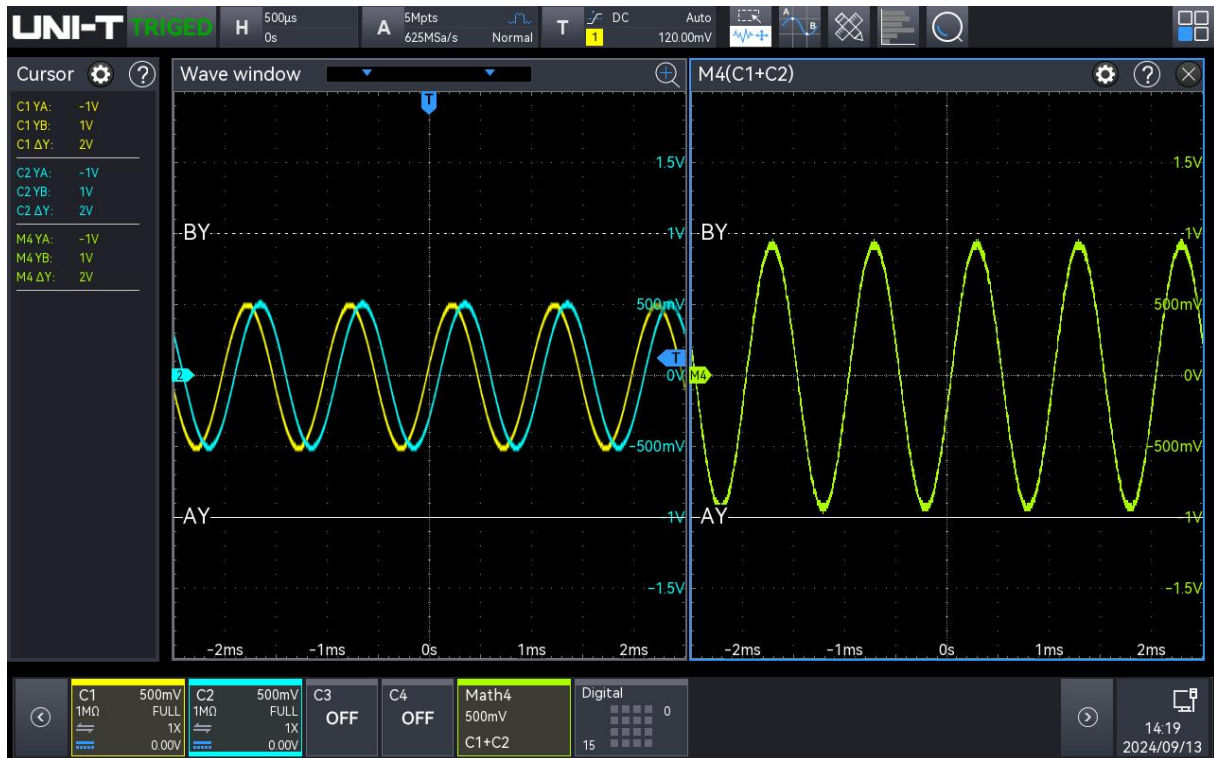 UNI-T TRIGED H 500μs 0s A 5Mpts 625MSa/s Normal T DC Auto 1 120.00mV A B
Cursor ?
C1 YA: -1V
C1 YB: 1V
C1 ΔY: 2V
C2 YA: -1V
C2 YB: 1V
C2 ΔY: 2V
M4 YA: -1V
M4 YB: 1V
M4 ΔY: 2V
Wave window
T
1.5V
BY 1V
500mV
T
2 0V
-500mV
AY -1V
-1.5V
-2ms -1ms 0s 1ms 2ms
M4(C1+C2) ?
1.5V
BY 1V
500mV
M4 0V
-500mV
AY -1V
-1.5V
-2ms -1ms 0s 1ms 2ms
C1 500mV
1MΩ FULL
1X
0.00V
C2 500mV
1MΩ FULL
1X
0.00V
C3
OFF
C4
OFF
Math4
500mV
C1+C2
Digital
0
15
14:19
2024/09/13